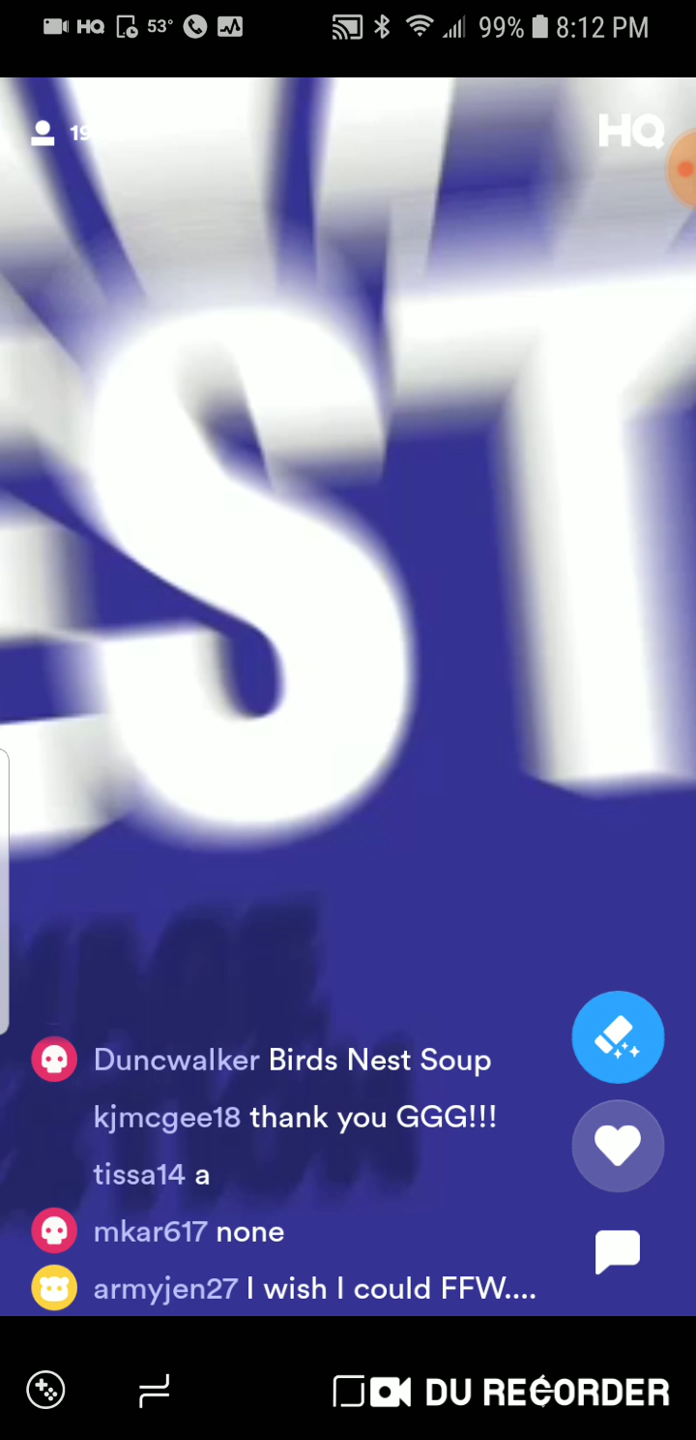 HQ 53° 99% 8:12 PM
HQ
EST
Duncwalker Birds Nest Soup
kjmcgee18 thank you GGG!!!
tissa14 a
mkar617 none
armyjen27 I wish I could FFW....
DU RECORDER